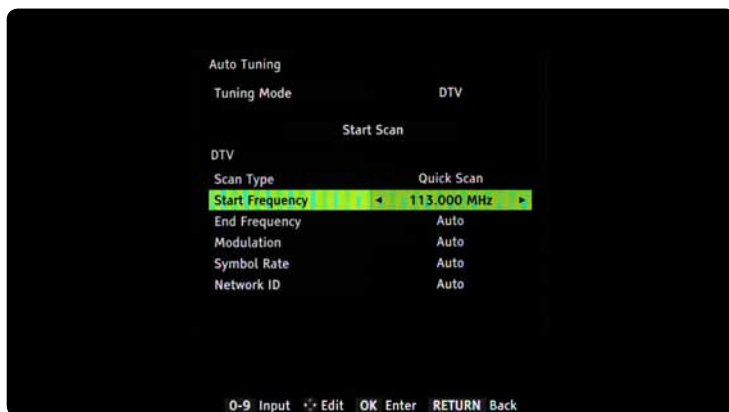 Auto Tuning
Tuning Mode DTV
Start Scan
DTV
Scan Type Quick Scan
Start Frequency 113.000 MHz
End Frequency Auto
Modulation Auto
Symbol Rate Auto
Network ID Auto
0-9 Input Edit OK Enter RETURN Back